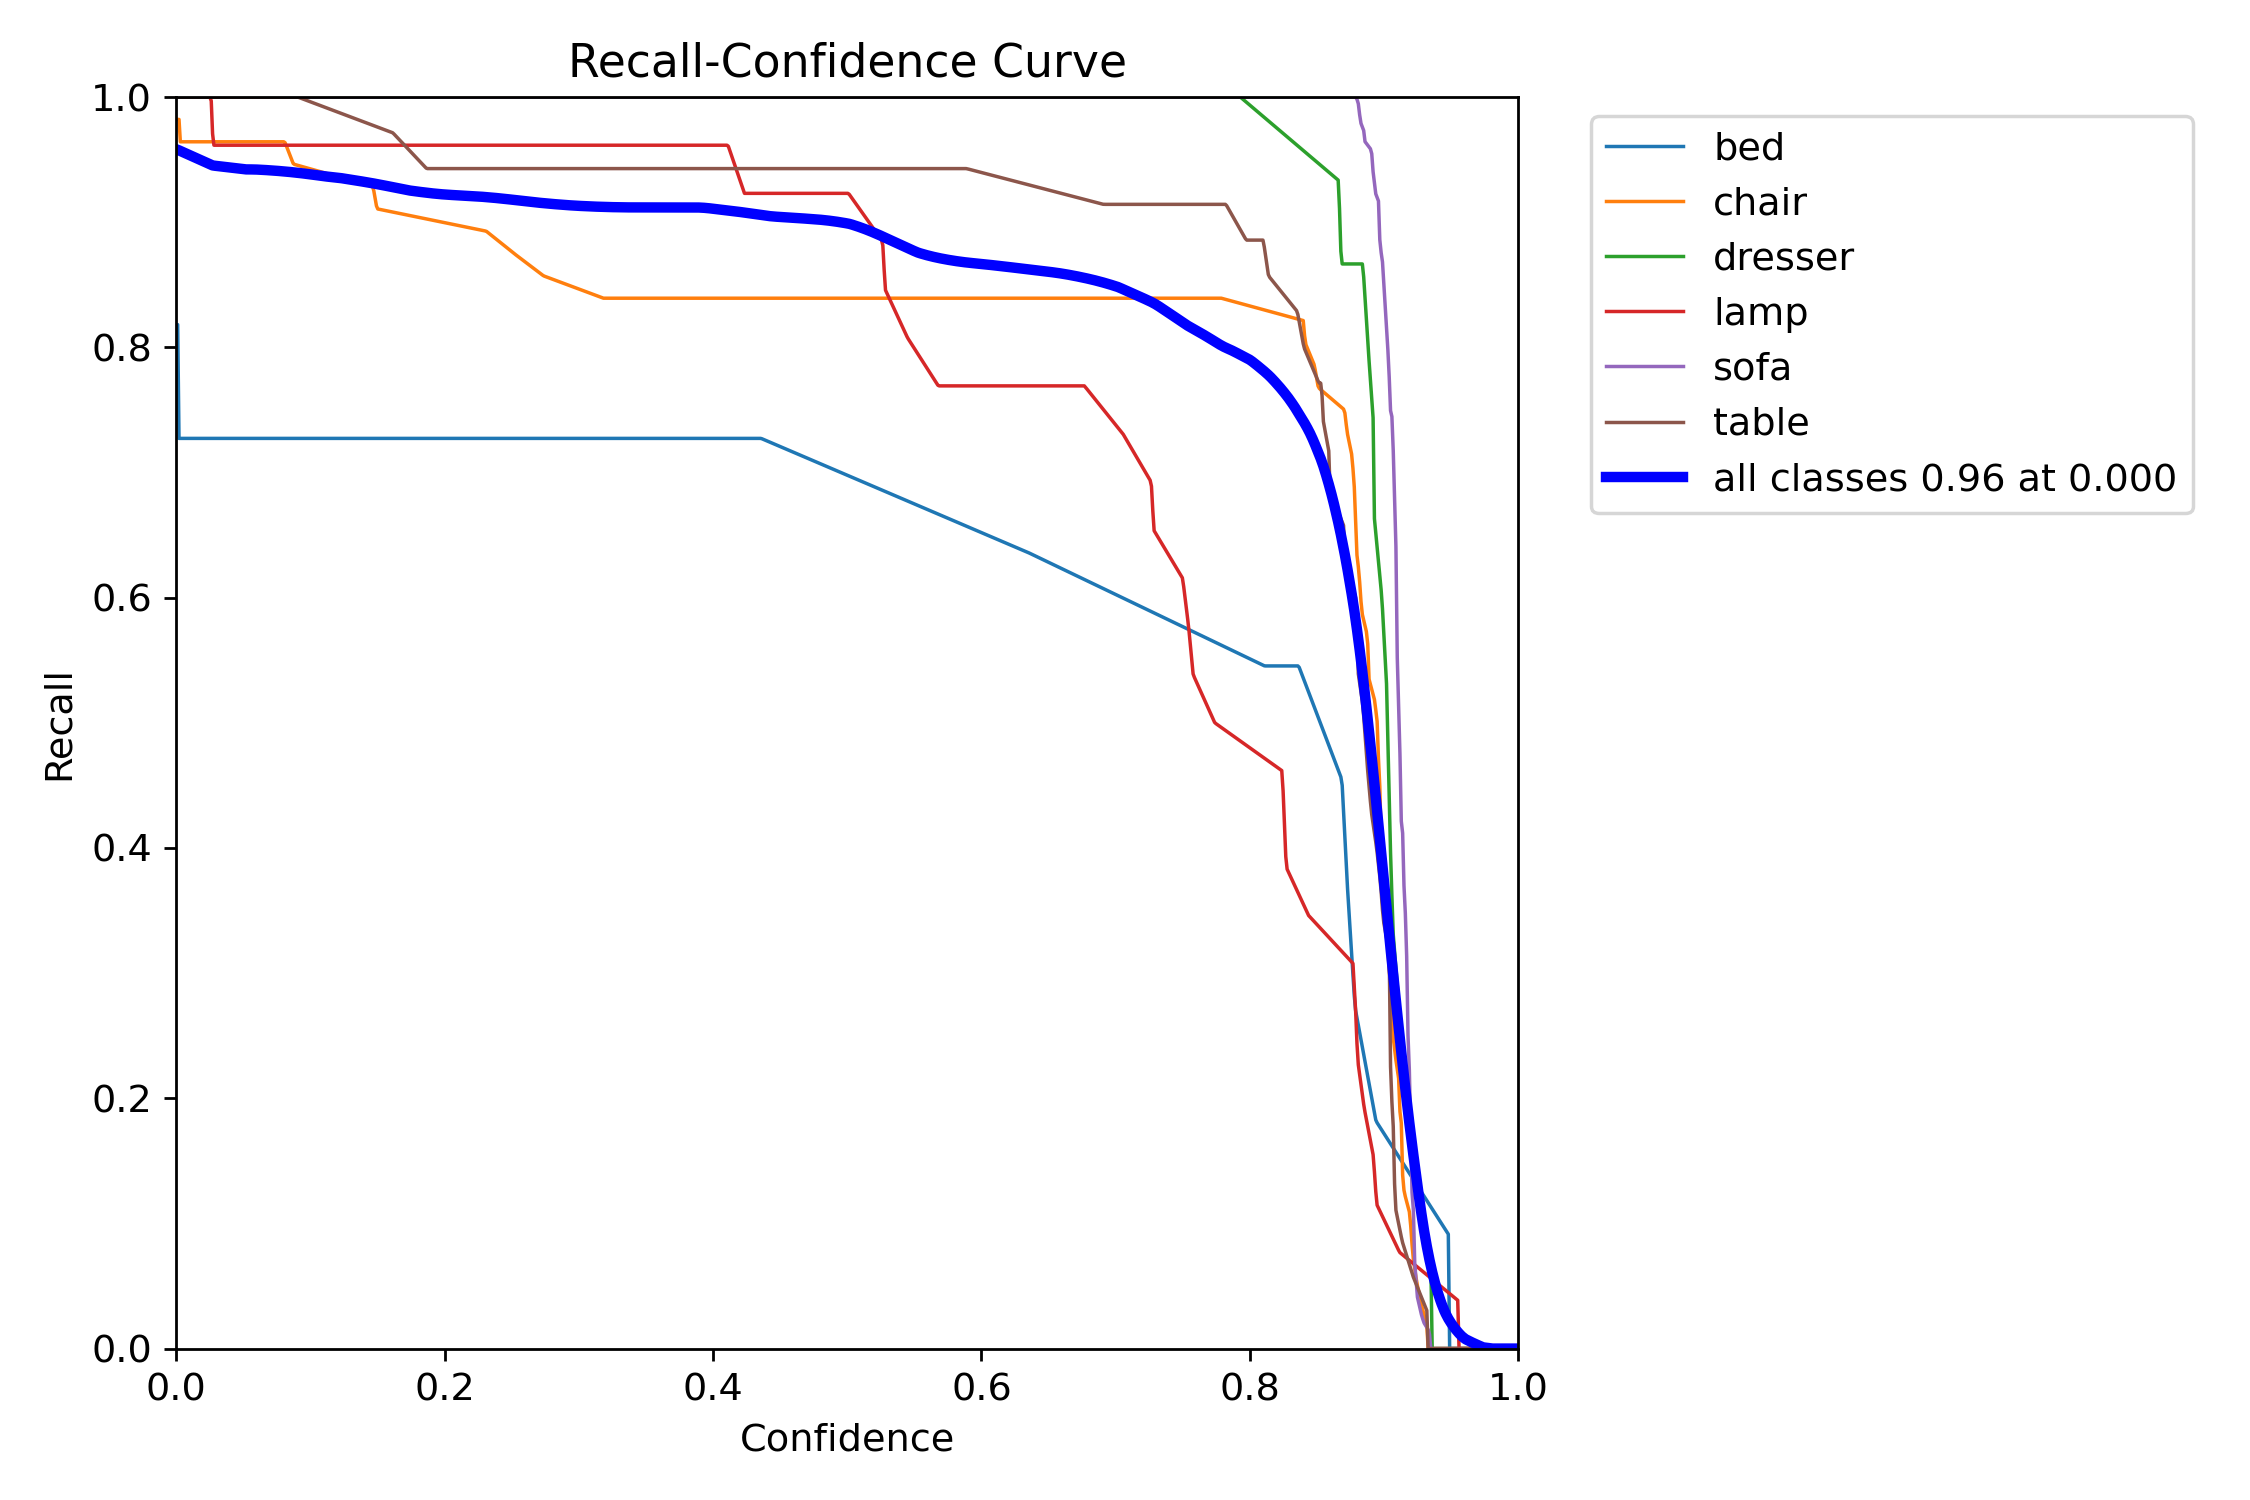 Recall-Confidence Curve
1.0
0.8
0.6
0.4
0.2
0.0
Recall
0.0 0.2 0.4 0.6 0.8 1.0
Confidence
bed
chair
dresser
lamp
sofa
table
all classes 0.96 at 0.000